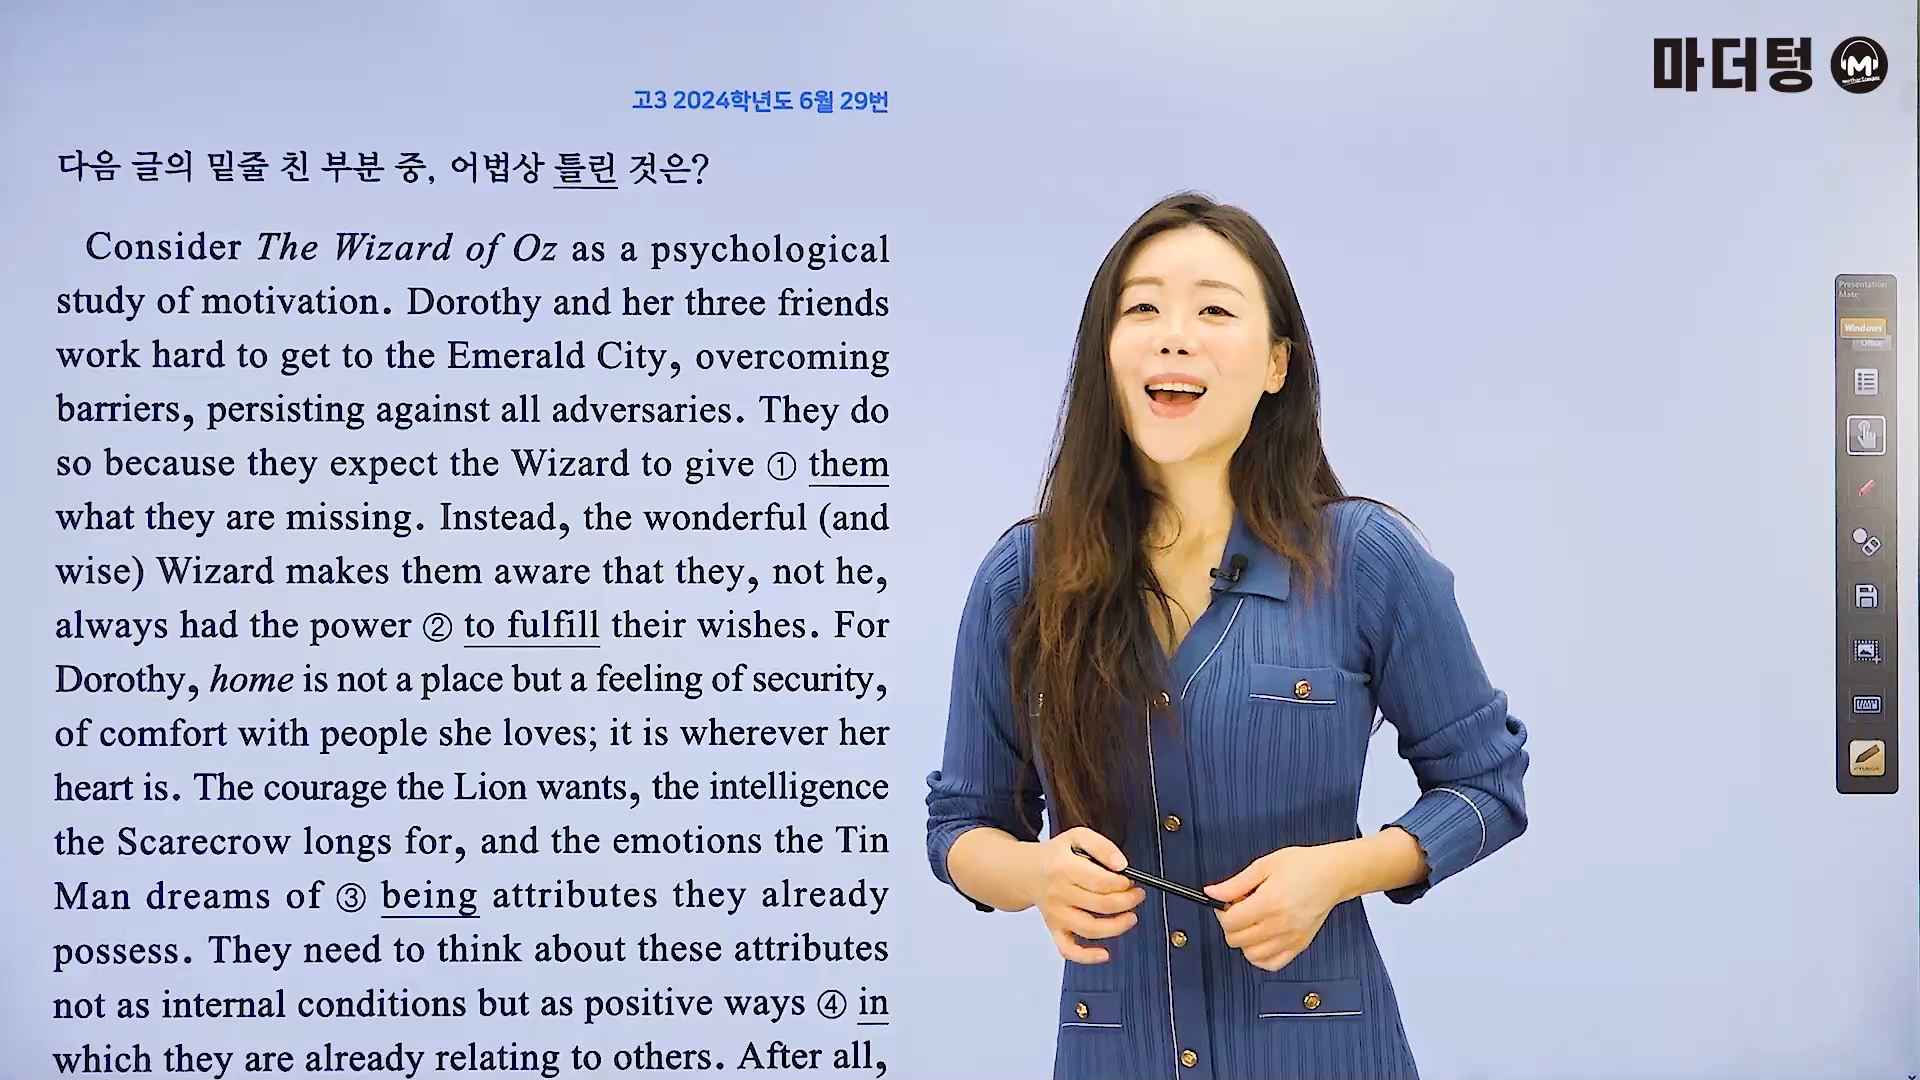 마더텅
M
고3 2024학년도 6월 29번
다음 글의 밑줄 친 부분 중, 어법상 틀린 것은?
Consider The Wizard of Oz as a psychological
study of motivation. Dorothy and her three friends
work hard to get to the Emerald City, overcoming
barriers, persisting against all adversaries. They do
so because they expect the Wizard to give ① them
what they are missing. Instead, the wonderful (and
wise) Wizard makes them aware that they, not he,
always had the power ② to fulfill their wishes. For
Dorothy, home is not a place but a feeling of security,
of comfort with people she loves; it is wherever her
heart is. The courage the Lion wants, the intelligence
the Scarecrow longs for, and the emotions the Tin
Man dreams of ③ being attributes they already
possess. They need to think about these attributes
not as internal conditions but as positive ways ④ in
which they are already relating to others. After all,
Presentation
Mate
Windows
Office